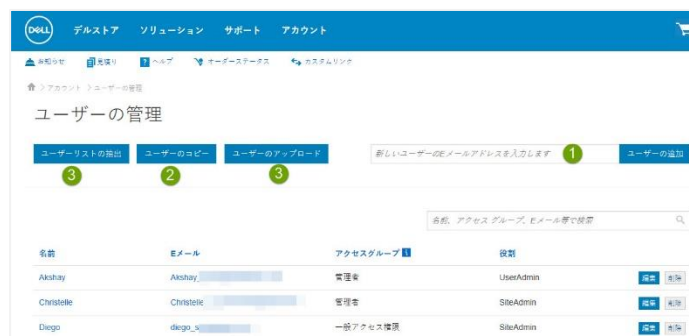 DELL デルストア ソリューション サポート アカウント
お知らせ 見積り ? ヘルプ オーダーステータス カスタムリンク
> アカウント > ユーザーの管理
ユーザーの管理
ユーザーリストの抽出 ユーザーのコピー ユーザーのアップロード 新しいユーザーのEメールアドレスを入力します 1 ユーザーの追加
3 2 3
名前, アクセス グループ, Eメール等で検索
名前 Eメール アクセスグループ i 役割
Akshay Akshay_ 管理者 UserAdmin 編集 削除
Christelle Christelle 管理者 SiteAdmin 編集 削除
Diego diego_s 一般アクセス権限 SiteAdmin 編集 削除